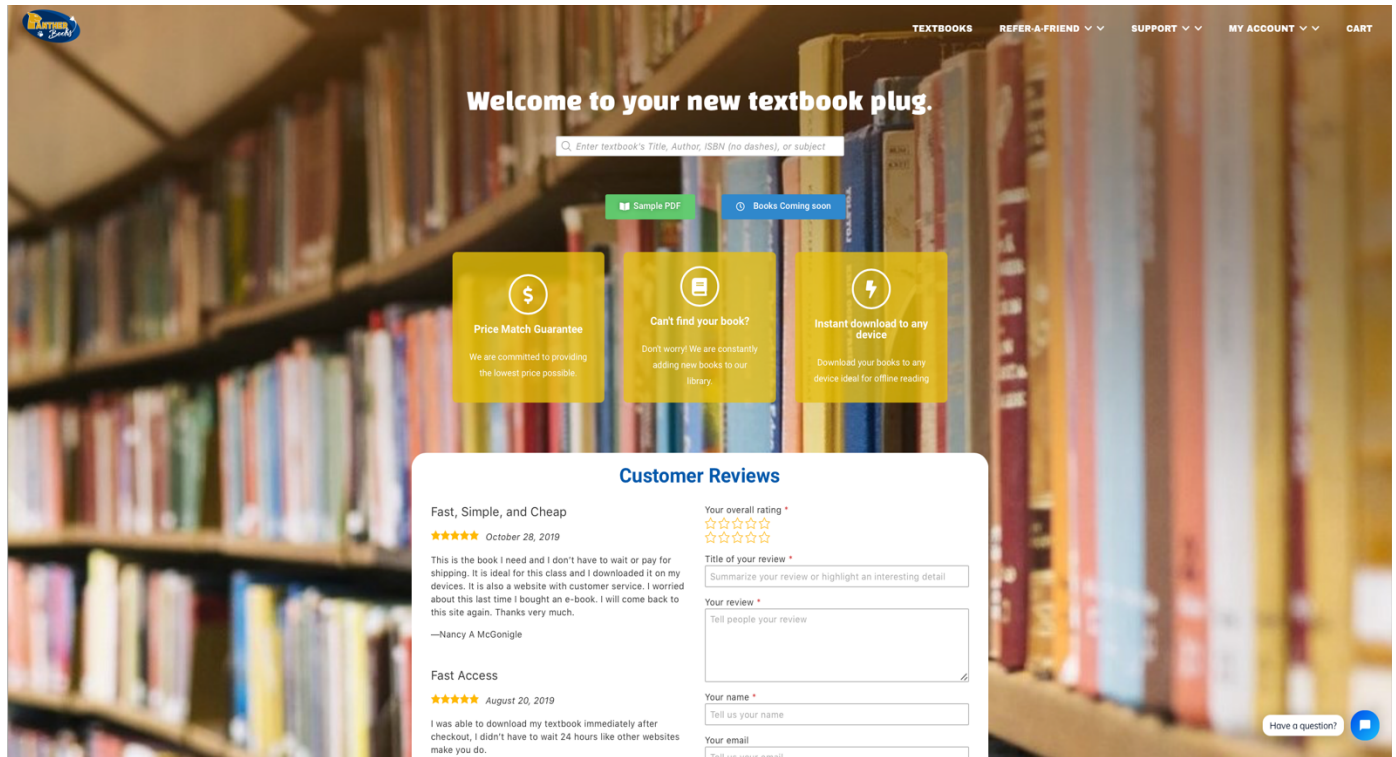 PANTHER
Books
TEXTBOOKS
REFER-A-FRIEND
SUPPORT
MY ACCOUNT
CART
Welcome to your new textbook plug.
Enter textbook's Title, Author, ISBN (no dashes), or subject
Sample PDF
Books Coming soon
$
Price Match Guarantee
We are committed to providing
the lowest price possible
Can't find your book?
Don't worry! We are constantly
adding new books to our
library.
Instant download to any
device
Download your books to any
device ideal for offline reading
TOLSTOJ
Customer Reviews
Fast, Simple, and Cheap
October 28, 2019
This is the book I need and I don't have to wait or pay for
shipping. It is ideal for this class and I downloaded it on my
devices. It is also a website with customer service. I worried
about this last time I bought an e-book. I will come back to
this site again. Thanks very much.
—Nancy A McGonigle
Fast Access
August 20, 2019
I was able to download my textbook immediately after
checkout, I didn't have to wait 24 hours like other websites
make you do.
Your overall rating *
Title of your review *
Summarize your review or highlight an interesting detail
Your review *
Tell people your review
Your name *
Tell us your name
Your email
Tell us your email
Have a question?